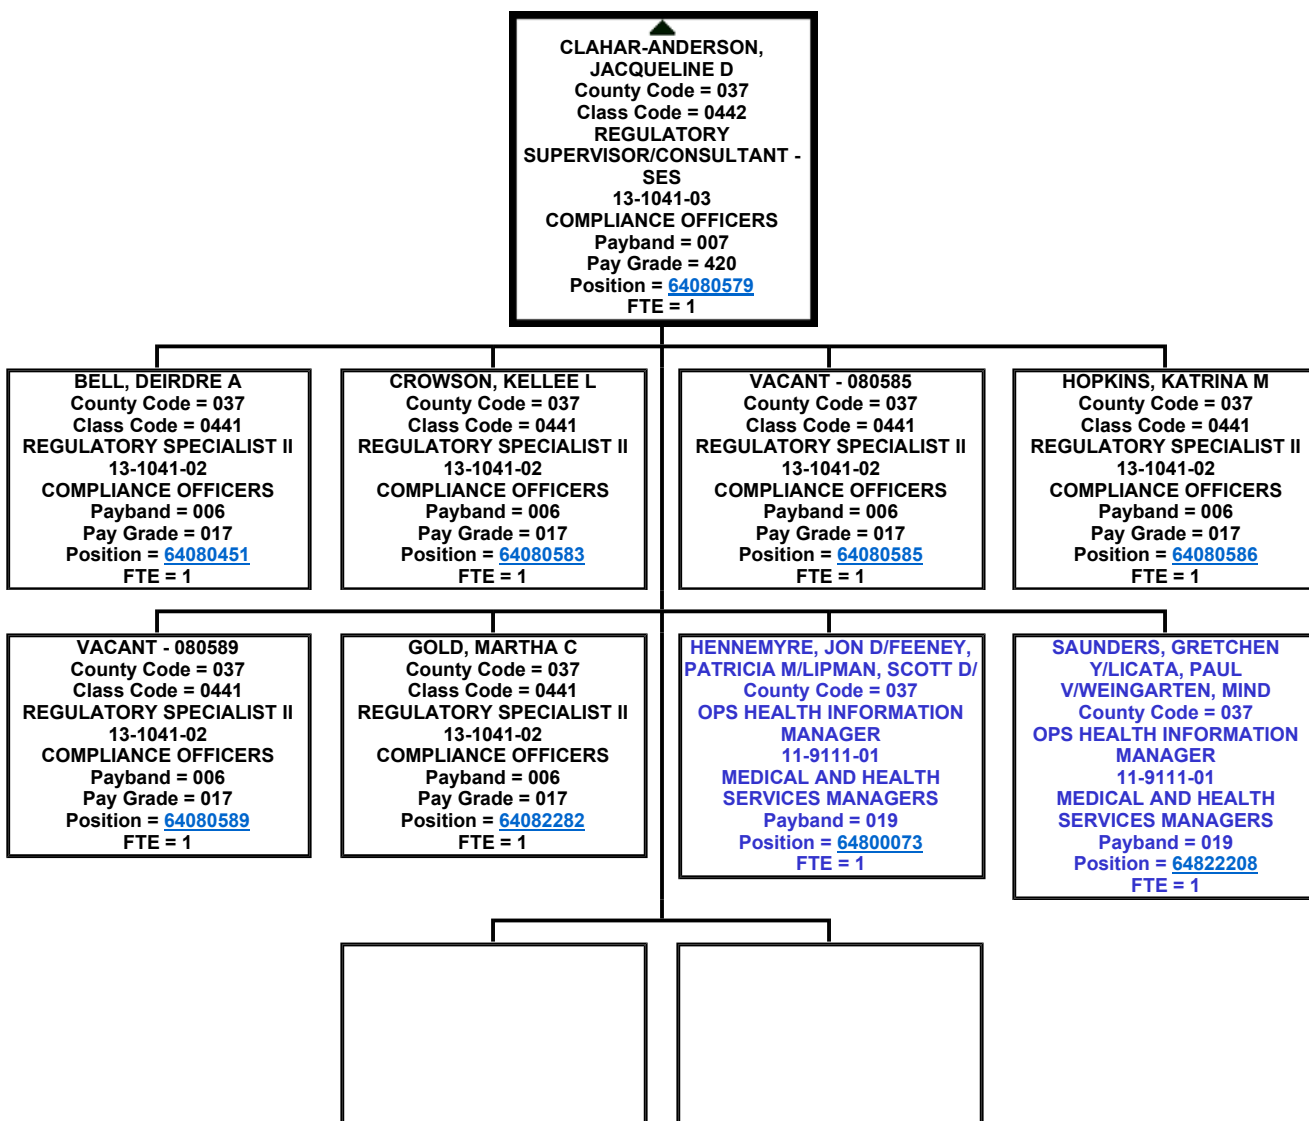 CLAHAR-ANDERSON,
JACQUELINE D
County Code = 037
Class Code = 0442
REGULATORY
SUPERVISOR/CONSULTANT -
SES
13-1041-03
COMPLIANCE OFFICERS
Payband = 007
Pay Grade = 420
Position = 64080579
FTE = 1
BELL, DEIRDRE A
County Code = 037
Class Code = 0441
REGULATORY SPECIALIST II
13-1041-02
COMPLIANCE OFFICERS
Payband = 006
Pay Grade = 017
Position = 64080451
FTE = 1
CROWSON, KELLEE L
County Code = 037
Class Code = 0441
REGULATORY SPECIALIST II
13-1041-02
COMPLIANCE OFFICERS
Payband = 006
Pay Grade = 017
Position = 64080583
FTE = 1
VACANT - 080585
County Code = 037
Class Code = 0441
REGULATORY SPECIALIST II
13-1041-02
COMPLIANCE OFFICERS
Payband = 006
Pay Grade = 017
Position = 64080585
FTE = 1
HOPKINS, KATRINA M
County Code = 037
Class Code = 0441
REGULATORY SPECIALIST II
13-1041-02
COMPLIANCE OFFICERS
Payband = 006
Pay Grade = 017
Position = 64080586
FTE = 1
VACANT - 080589
County Code = 037
Class Code = 0441
REGULATORY SPECIALIST II
13-1041-02
COMPLIANCE OFFICERS
Payband = 006
Pay Grade = 017
Position = 64080589
FTE = 1
GOLD, MARTHA C
County Code = 037
Class Code = 0441
REGULATORY SPECIALIST II
13-1041-02
COMPLIANCE OFFICERS
Payband = 006
Pay Grade = 017
Position = 64082282
FTE = 1
HENNEMYRE, JON D/FEENEY,
PATRICIA M/LIPMAN, SCOTT D/
County Code = 037
OPS HEALTH INFORMATION
MANAGER
11-9111-01
MEDICAL AND HEALTH
SERVICES MANAGERS
Payband = 019
Position = 64800073
FTE = 1
SAUNDERS, GRETCHEN
Y/LICATA, PAUL
V/WEINGARTEN, MIND
County Code = 037
OPS HEALTH INFORMATION
MANAGER
11-9111-01
MEDICAL AND HEALTH
SERVICES MANAGERS
Payband = 019
Position = 64822208
FTE = 1